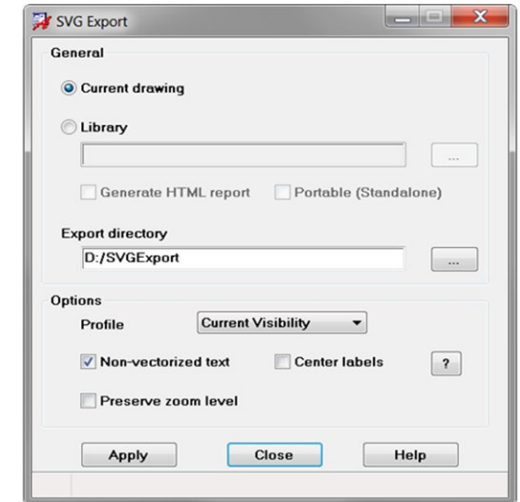 SVG Export
General
Current drawing
Library
...
Generate HTML report Portable (Standalone)
Export directory
D:/SVGExport ...
Options
Profile Current Visibility
Non-vectorized text Center labels ?
Preserve zoom level
Apply Close Help